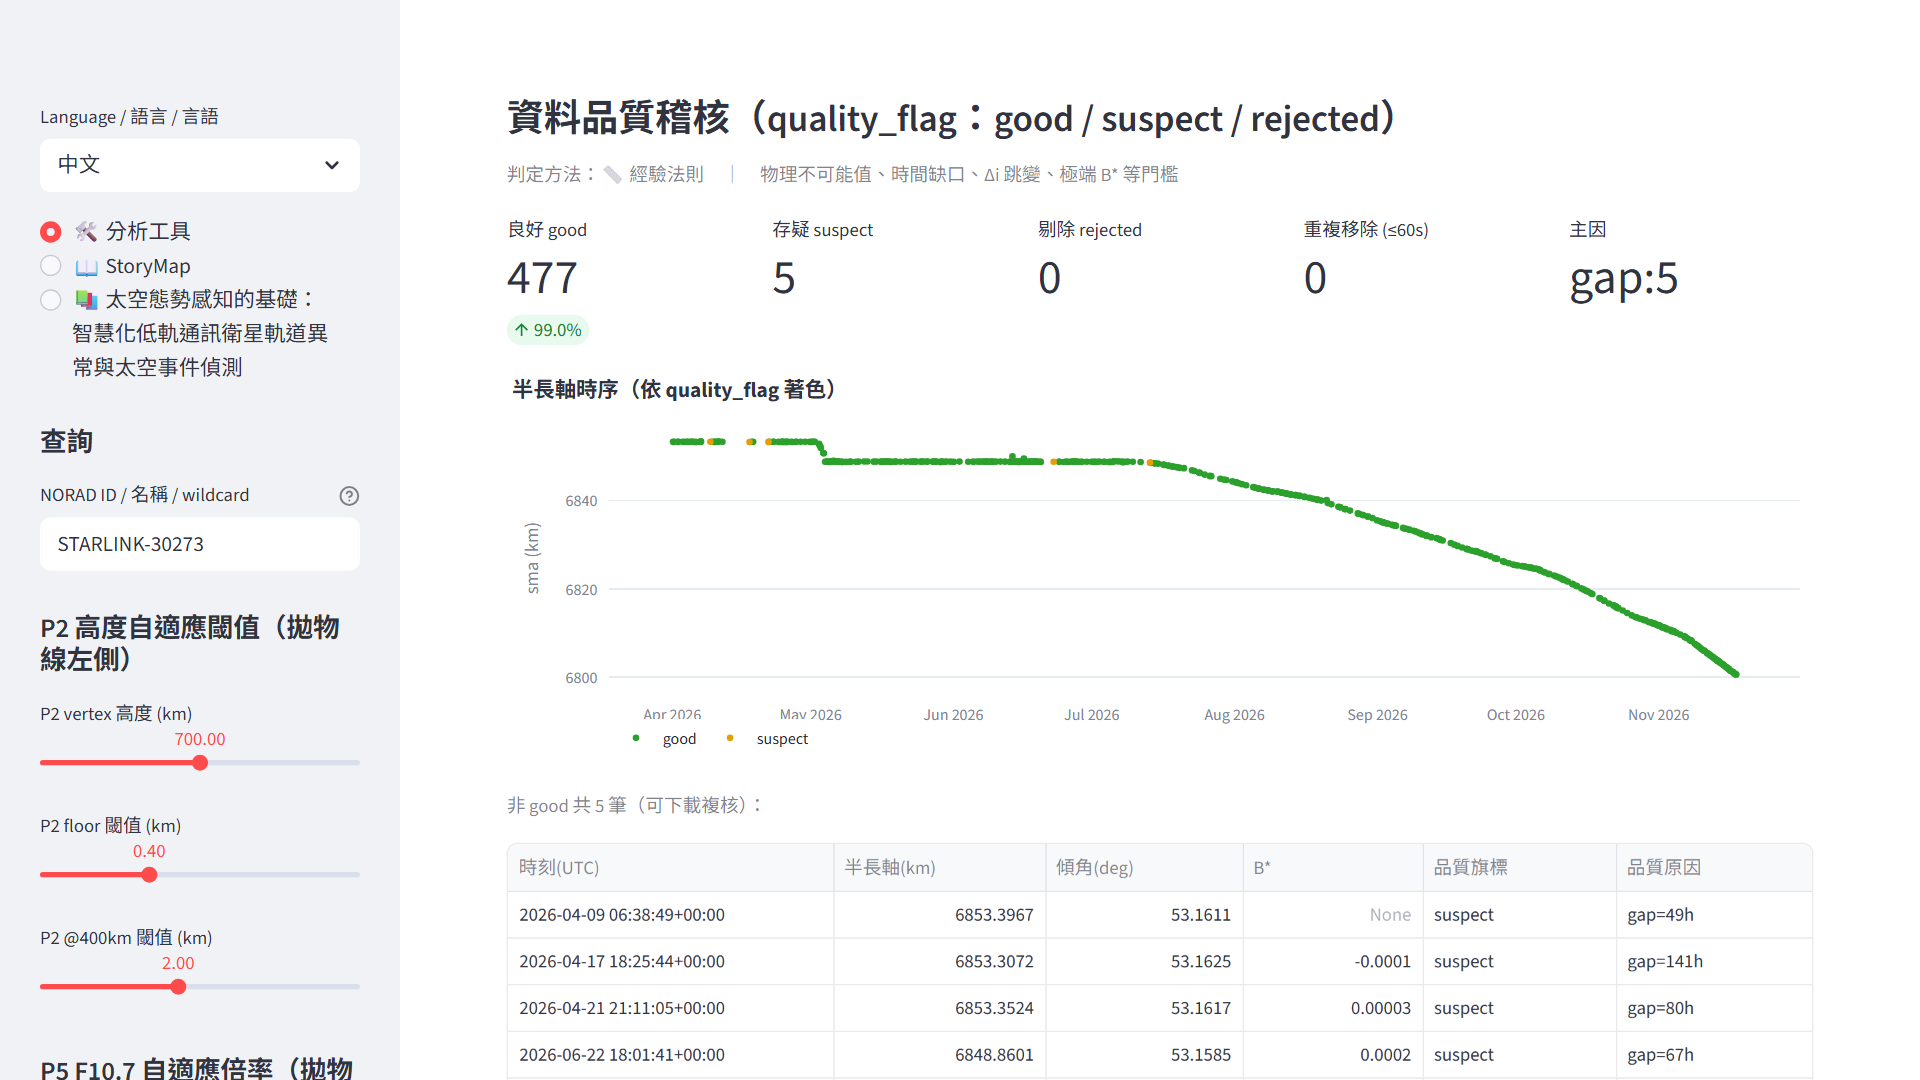 Language / 語言 / 言語
中文
🛠️ 分析工具
📖 StoryMap
📚 太空態勢感知的基礎：
智慧化低軌通訊衛星軌道異
常與太空事件偵測
查詢
NORAD ID / 名稱 / wildcard
STARLINK-30273
P2 高度自適應閾值（拋物
線左側）
P2 vertex 高度 (km)
700.00
P2 floor 閾值 (km)
0.40
P2 @400km 閾值 (km)
2.00
P5 F10.7 自適應倍率（拋物
資料品質稽核（quality_flag：good / suspect / rejected）
判定方法：📏 經驗法則 ｜ 物理不可能值、時間缺口、Δi 跳變、極端 B* 等門檻
良好 good
477
↑ 99.0%
存疑 suspect
5
剔除 rejected
0
重複移除 (≤60s)
0
主因
gap:5
半長軸時序（依 quality_flag 著色）
sma (km)
6840
6820
6800
Apr 2026 May 2026 Jun 2026 Jul 2026 Aug 2026 Sep 2026 Oct 2026 Nov 2026
good suspect
非 good 共 5 筆（可下載複核）：
時刻(UTC) 半長軸(km) 傾角(deg) B* 品質旗標 品質原因
2026-04-09 06:38:49+00:00 6853.3967 53.1611 None suspect gap=49h
2026-04-17 18:25:44+00:00 6853.3072 53.1625 -0.0001 suspect gap=141h
2026-04-21 21:11:05+00:00 6853.3524 53.1617 0.00003 suspect gap=80h
2026-06-22 18:01:41+00:00 6848.8601 53.1585 0.0002 suspect gap=67h